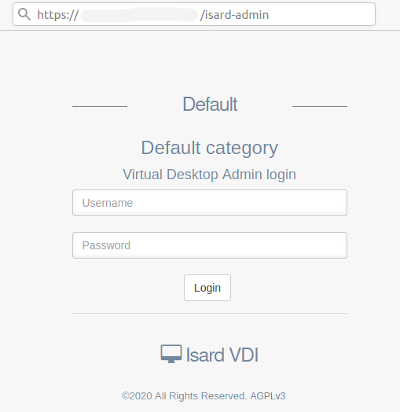 https:// /isard-admin
Default
Default category
Virtual Desktop Admin login
Username
Password
Login
Isard VDI
©2020 All Rights Reserved. AGPLv3